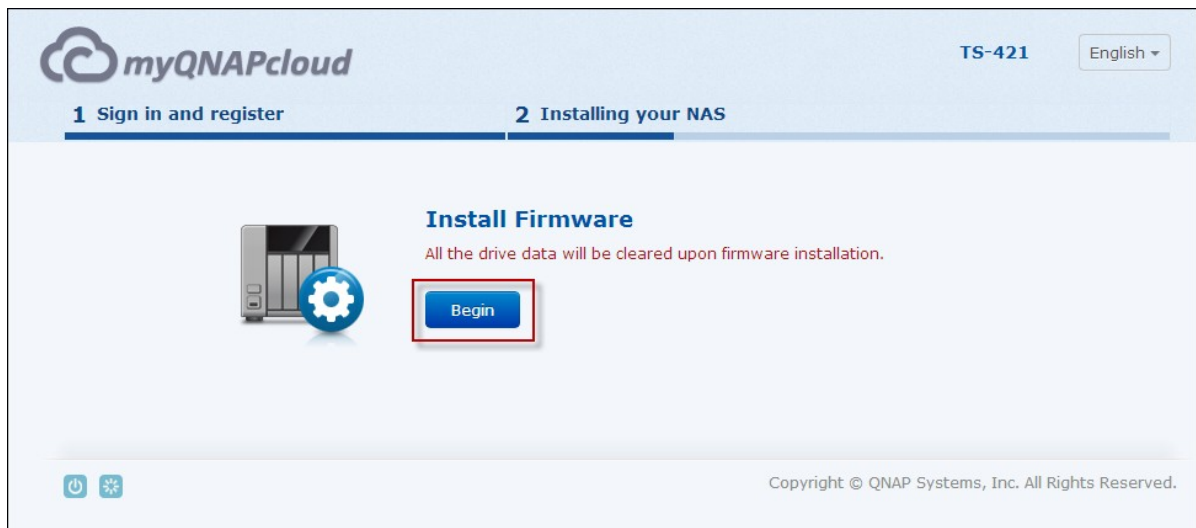 myQNAPcloud
TS-421
English
1 Sign in and register
2 Installing your NAS
Install Firmware
All the drive data will be cleared upon firmware installation.
Begin
Copyright © QNAP Systems, Inc. All Rights Reserved.